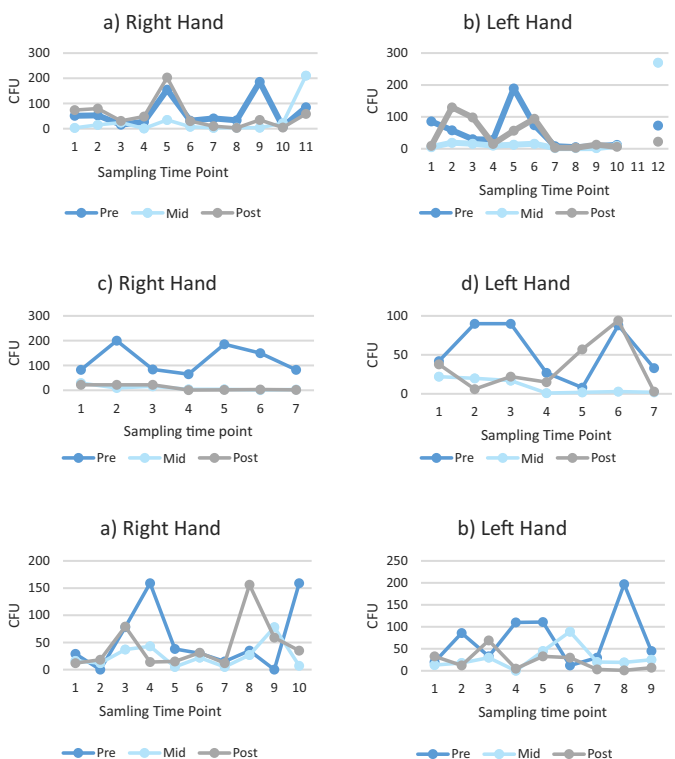 a) Right Hand
300
200
100
0
CFU
1 2 3 4 5 6 7 8 9 10 11
Sampling Time Point
Pre Mid Post
b) Left Hand
300
200
100
0
CFU
1 2 3 4 5 6 7 8 9 10 11 12
Sampling Time Point
Pre Mid Post
c) Right Hand
300
200
100
0
CFU
1 2 3 4 5 6 7
Sampling time point
Pre Mid Post
d) Left Hand
100
50
0
CFU
1 2 3 4 5 6 7
Sampling Time Point
Pre Mid Post
a) Right Hand
200
150
100
50
0
CFU
1 2 3 4 5 6 7 8 9 10
Samling Time Point
Pre Mid Post
b) Left Hand
250
200
150
100
50
0
CFU
1 2 3 4 5 6 7 8 9
Sampling time point
Pre Mid Post